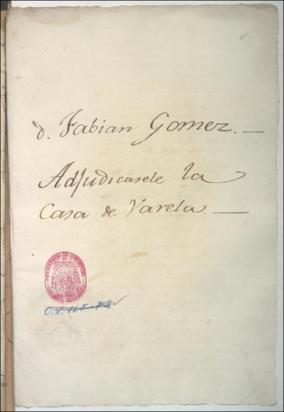 d. Fabian Gomez.—
Adjudicasele la
Casa de Varela—